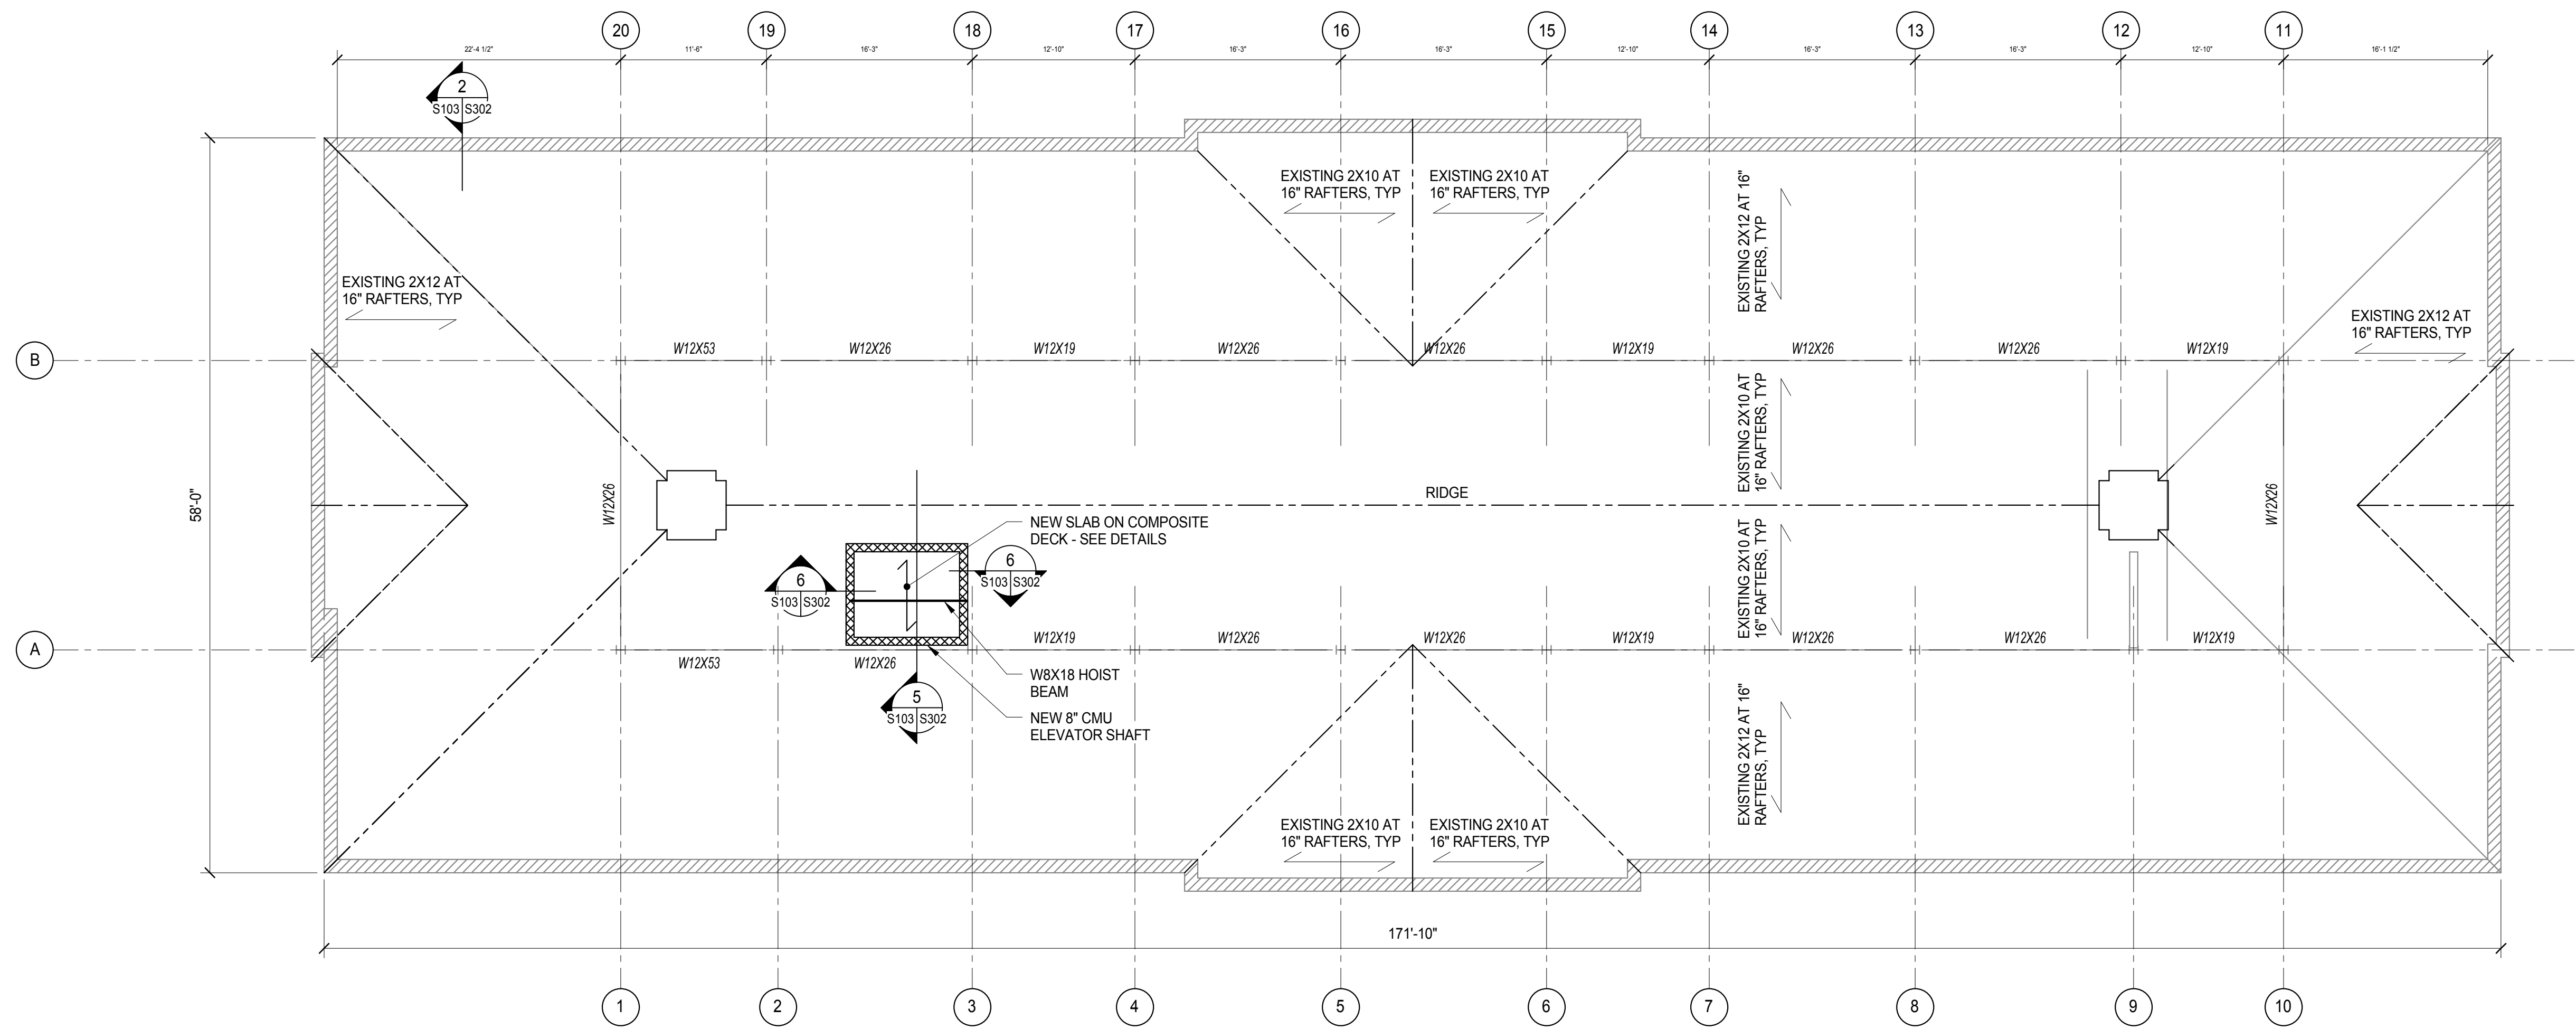 20
19
18
17
16
15
14
13
12
11
22'-4 1/2"
11'-6"
16'-3"
12'-10"
16'-3"
16'-3"
12'-10"
16'-3"
16'-3"
12'-10"
16'-1 1/2"
2
S103
S302
EXISTING 2X10 AT
16" RAFTERS, TYP
EXISTING 2X10 AT
16" RAFTERS, TYP
EXISTING 2X12 AT 16"
RAFTERS, TYP
EXISTING 2X12 AT
16" RAFTERS, TYP
EXISTING 2X12 AT
16" RAFTERS, TYP
B
W12X53
W12X26
W12X19
W12X26
W12X26
W12X19
W12X26
W12X26
W12X19
EXISTING 2X10 AT
16" RAFTERS, TYP
58'-0"
W12X26
RIDGE
W12X26
NEW SLAB ON COMPOSITE
DECK - SEE DETAILS
6
S103
S302
6
S103
S302
EXISTING 2X10 AT
16" RAFTERS, TYP
A
W12X53
W12X26
W12X19
W12X26
W12X26
W12X19
W12X26
W12X26
W12X19
W8X18 HOIST
BEAM
5
S103
S302
NEW 8" CMU
ELEVATOR SHAFT
EXISTING 2X12 AT 16"
RAFTERS, TYP
EXISTING 2X10 AT
16" RAFTERS, TYP
EXISTING 2X10 AT
16" RAFTERS, TYP
171'-10"
1
2
3
4
5
6
7
8
9
10